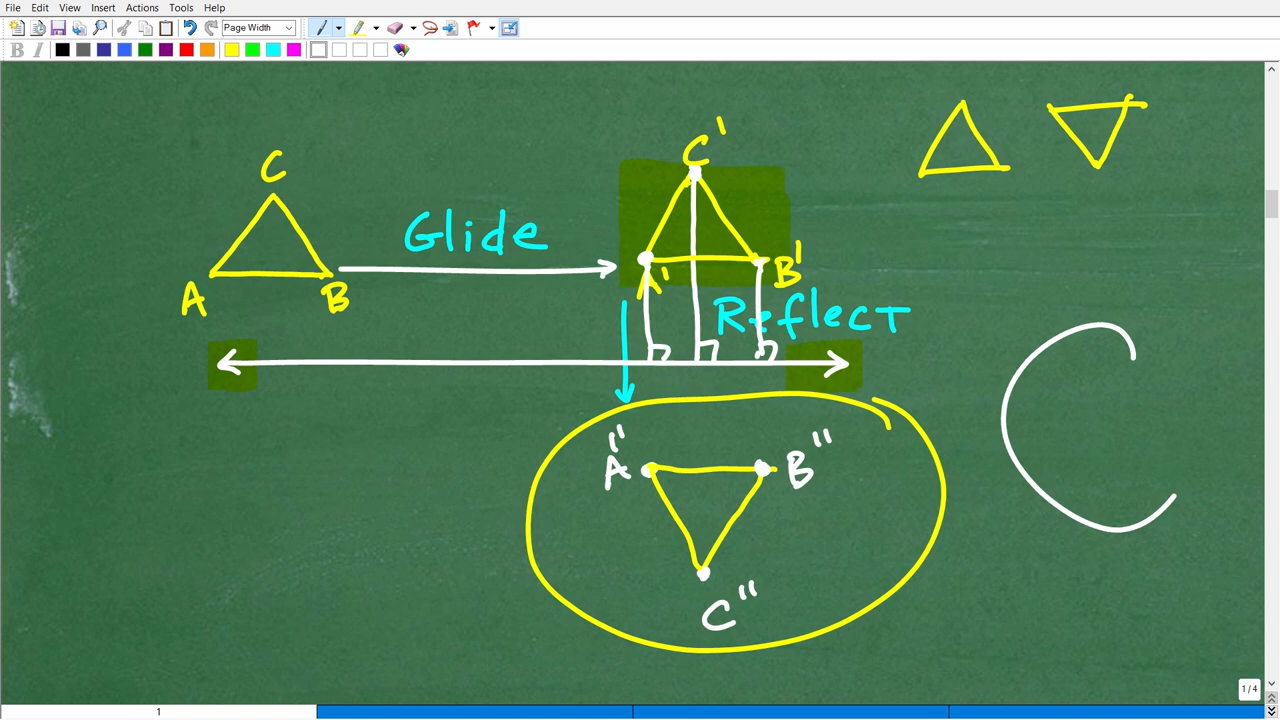 File Edit View Insert Actions Tools Help
Page Width
B I
C
A
B
Glide
C'
A'
B'
Reflect
A"
B"
C"
C
1/4
1